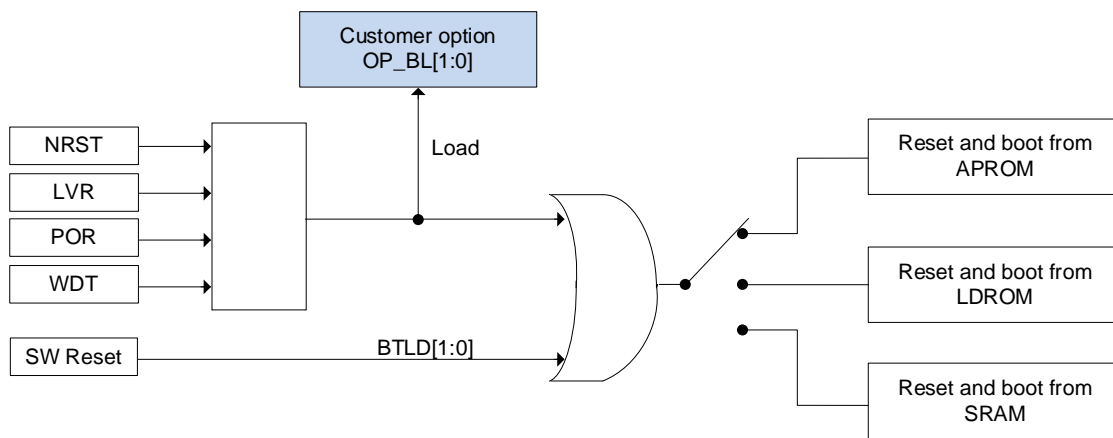 Customer option
OP_BL[1:0]
NRST
LVR
POR
WDT
Load
SW Reset
BTLD[1:0]
Reset and boot from
APROM
Reset and boot from
LDROM
Reset and boot from
SRAM